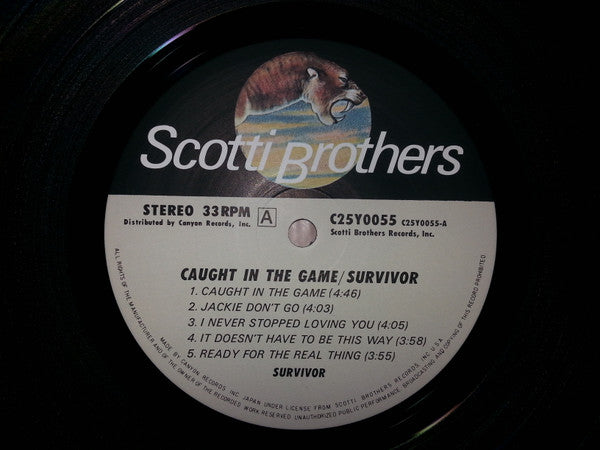 Scotti Brothers
STEREO 33RPM A C25Y0055 C25Y0055-A
Distributed by Canyon Records, Inc. Scotti Brothers Records, Inc.
CAUGHT IN THE GAME/SURVIVOR
1. CAUGHT IN THE GAME (4:46)
2. JACKIE DON'T GO (4:03)
3. I NEVER STOPPED LOVING YOU (4:05)
4. IT DOESN'T HAVE TO BE THIS WAY (3:58)
5. READY FOR THE REAL THING (3:55)
SURVIVOR
ALL RIGHTS OF THE MANUFACTURER AND OF THE OWNER OF THE RECORDED WORK RESERVED. UNAUTHORIZED PUBLIC PERFORMANCE, BROADCASTING AND COPYING OF THIS RECORD PROHIBITED
MADE BY CANYON RECORDS INC. JAPAN UNDER LICENSE FROM SCOTTI BROTHERS RECORDS INC. U.S.A.